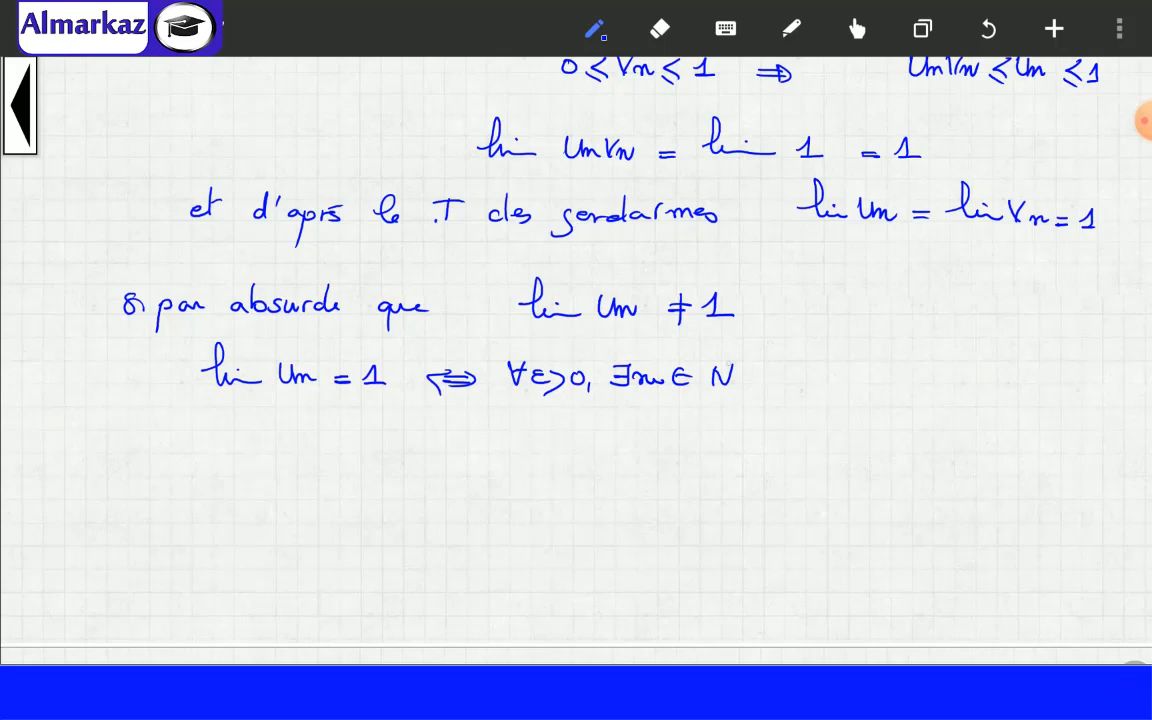 Almarkaz
0 ≤ Vn ≤ 1 ⇒ UnVn ≤ Un ≤ 1
lim UnVn = lim 1 = 1
et d'après le .T des gendarmes lim Un = lim Vn = 1
par absurde que lim Un ≠ 1
lim Un = 1 ⇔ ∀ε>0, ∃n₀ ∈ N